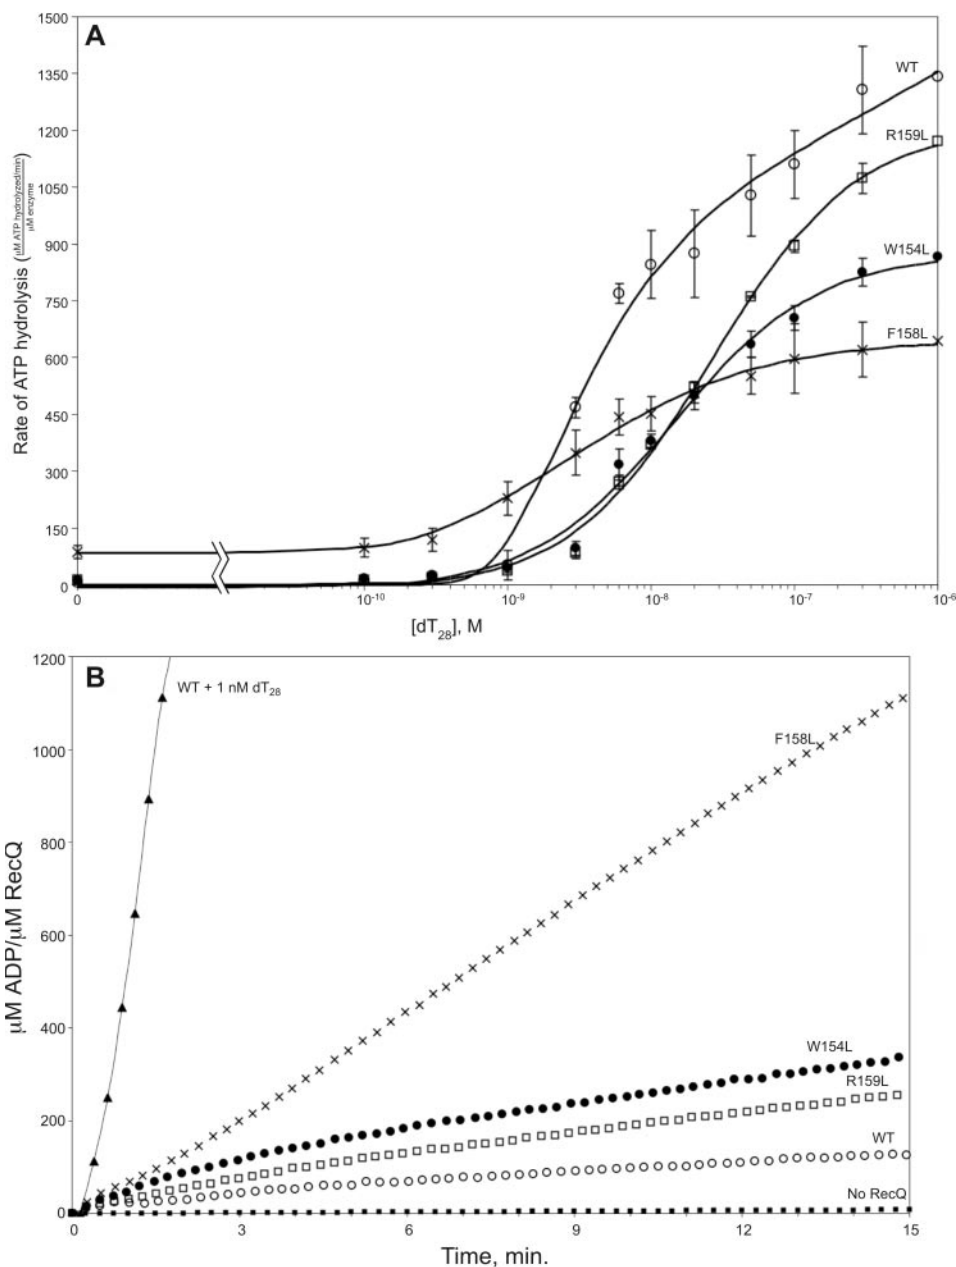 A
1500
1350
1200
1050
900
750
600
450
300
150
0
Rate of ATP hydrolysis (μM ATP hydrolyzed/min / μM enzyme)
WT
R159L
W154L
F158L
0
10-10
10-9
10-8
10-7
10-6
[dT28], M
B
1200
1000
800
600
400
200
0
μM ADP/μM RecQ
WT + 1 nM dT28
F158L
W154L
R159L
WT
No RecQ
0
3
6
9
12
15
Time, min.